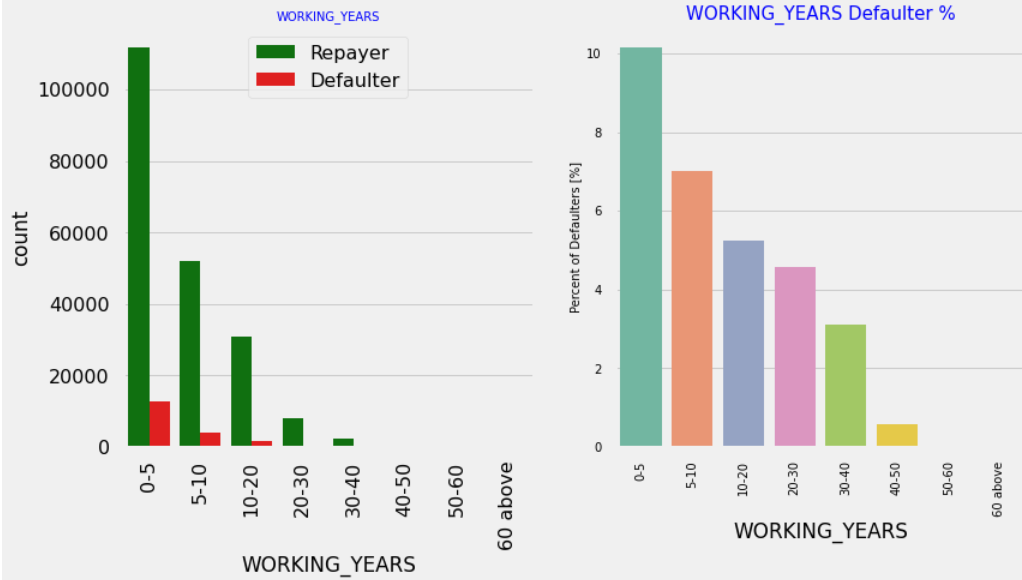 WORKING_YEARS
Repayer
Defaulter
100000
80000
60000
40000
20000
0
count
0-5
5-10
10-20
20-30
30-40
40-50
50-60
60 above
WORKING_YEARS
WORKING_YEARS Defaulter %
10
8
6
4
2
0
Percent of Defaulters [%]
0-5
5-10
10-20
20-30
30-40
40-50
50-60
60 above
WORKING_YEARS